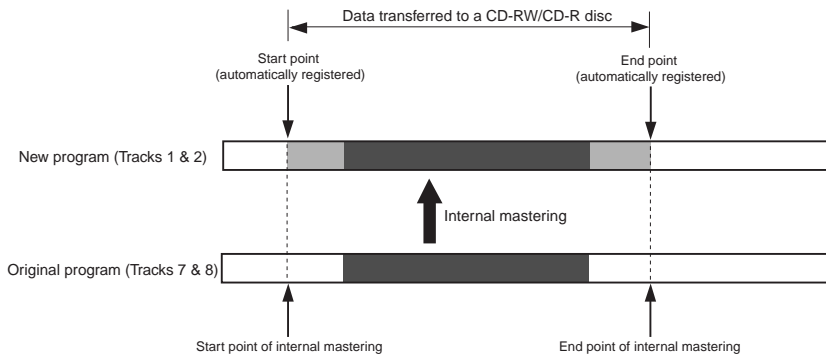 Data transferred to a CD-RW/CD-R disc
Start point
(automatically registered)
End point
(automatically registered)
New program (Tracks 1 & 2)
Internal mastering
Original program (Tracks 7 & 8)
Start point of internal mastering
End point of internal mastering